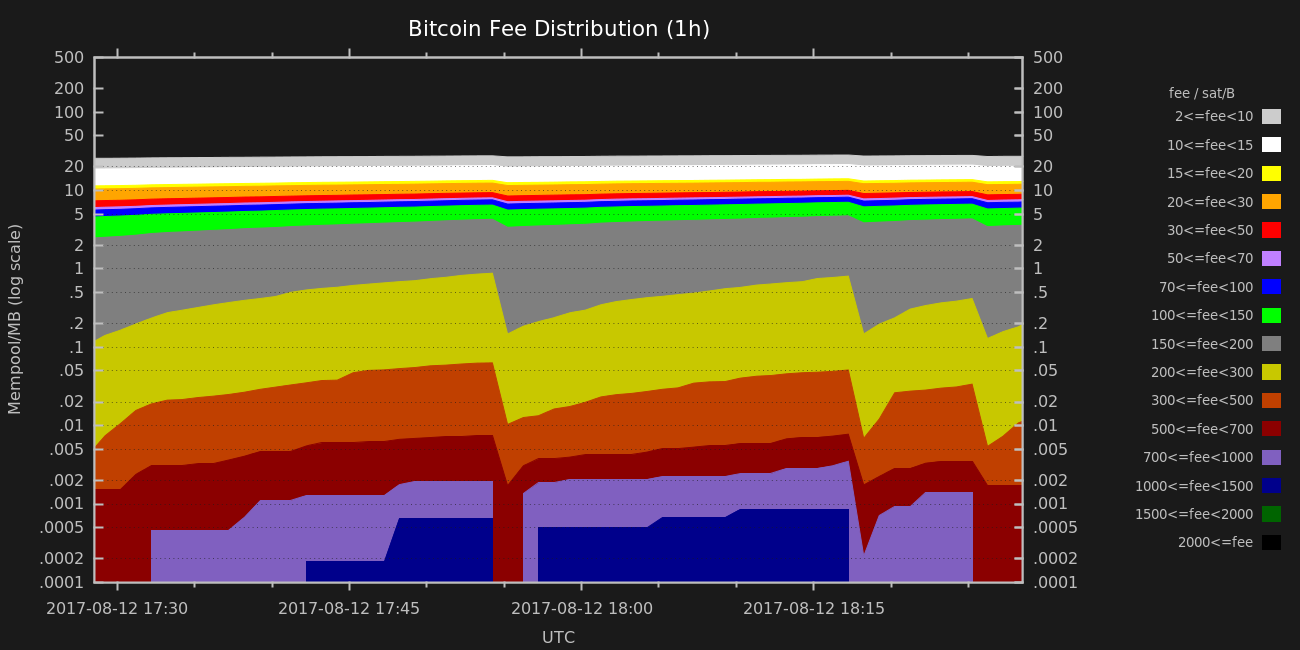 Bitcoin Fee Distribution (1h)
500
200
100
50
20
10
5
2
1
.5
.2
.1
.05
.02
.01
.005
.002
.001
.0005
.0002
.0001
Mempool/MB (log scale)
500
200
100
50
20
10
5
2
1
.5
.2
.1
.05
.02
.01
.005
.002
.001
.0005
.0002
.0001
2017-08-12 17:30
2017-08-12 17:45
2017-08-12 18:00
2017-08-12 18:15
UTC
fee / sat/B
2<=fee<10
10<=fee<15
15<=fee<20
20<=fee<30
30<=fee<50
50<=fee<70
70<=fee<100
100<=fee<150
150<=fee<200
200<=fee<300
300<=fee<500
500<=fee<700
700<=fee<1000
1000<=fee<1500
1500<=fee<2000
2000<=fee